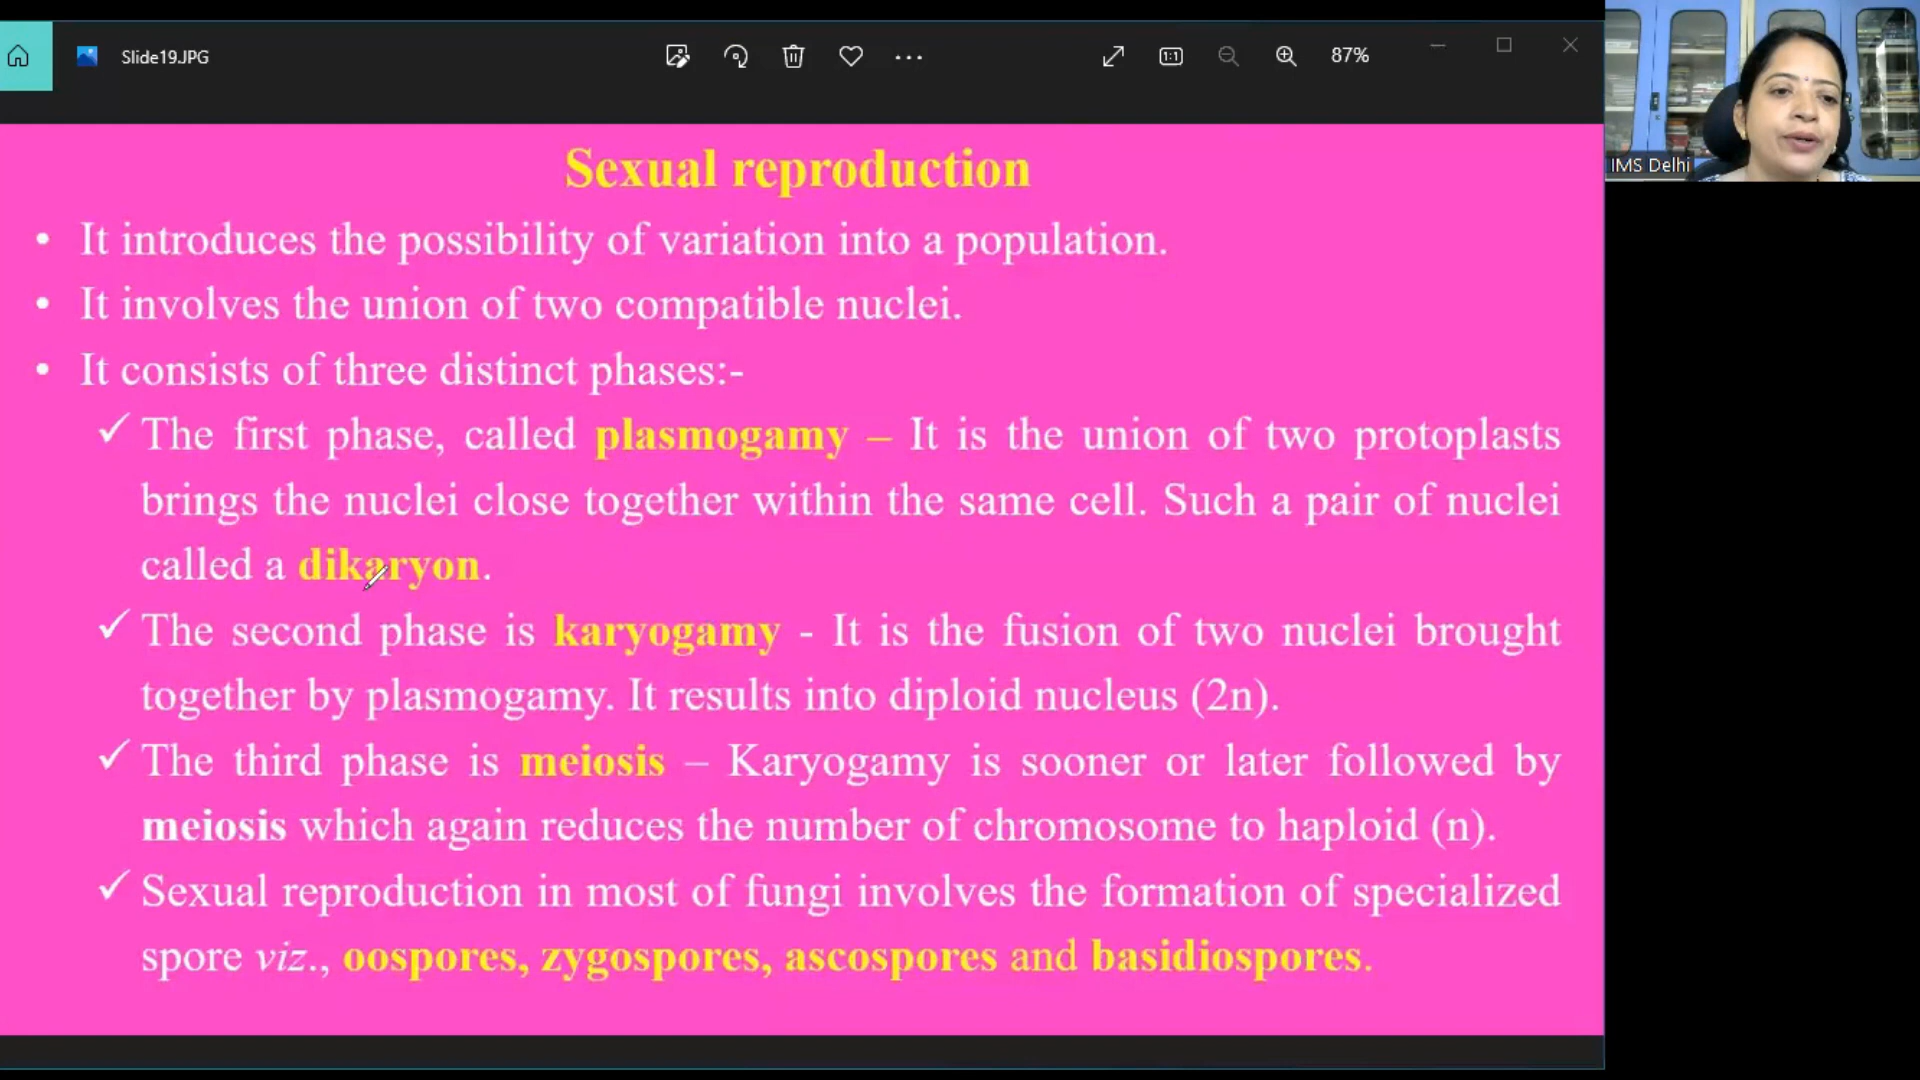 Slide19.JPG
1:1
87%
IMS Delhi
Sexual reproduction
• It introduces the possibility of variation into a population.
• It involves the union of two compatible nuclei.
• It consists of three distinct phases:-
✓ The first phase, called plasmogamy – It is the union of two protoplasts
brings the nuclei close together within the same cell. Such a pair of nuclei
called a dikaryon.
✓ The second phase is karyogamy - It is the fusion of two nuclei brought
together by plasmogamy. It results into diploid nucleus (2n).
✓ The third phase is meiosis – Karyogamy is sooner or later followed by
meiosis which again reduces the number of chromosome to haploid (n).
✓ Sexual reproduction in most of fungi involves the formation of specialized
spore viz., oospores, zygospores, ascospores and basidiospores.